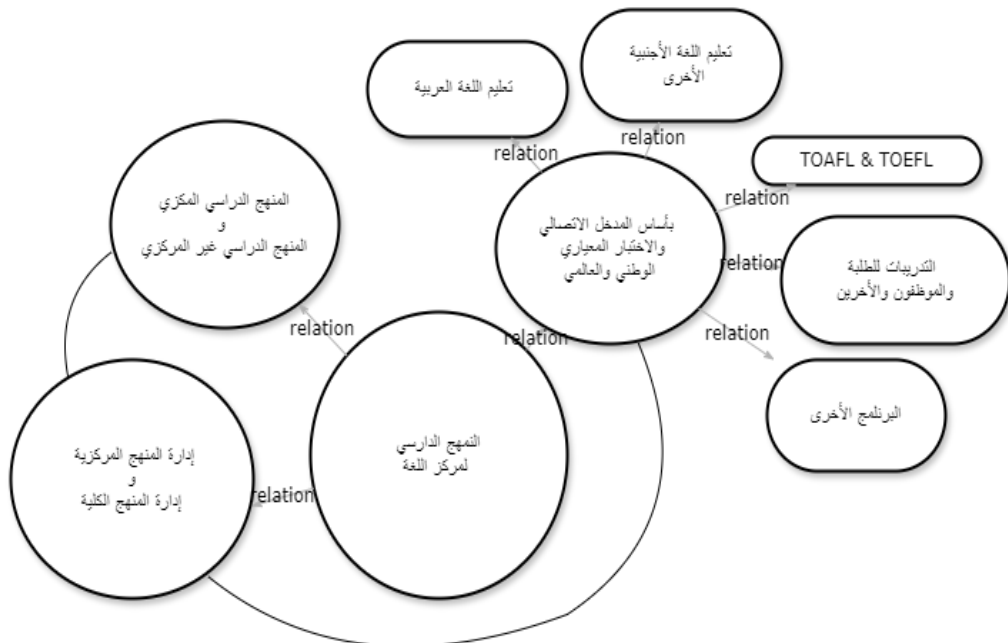 تعليم اللغة الأجنبية
الأخرى
تعليم اللغة العربية
relation
relation
TOAFL & TOEFL
relation
المنهج الدراسي المكزي
و
المنهج الدراسي غير المركزي
بأساس المدخل الاتصالي
والاختبار المعياري
الوطني والعالمي
relation
التدريبات للطلبة
والموظفون والأخرين
relation
relation
relation
البرنلمج الأخرى
النمهج الدارسي
لمركز اللغة
إدارة المنهج المركزية
و
إدارة المنهج الكلية
relation